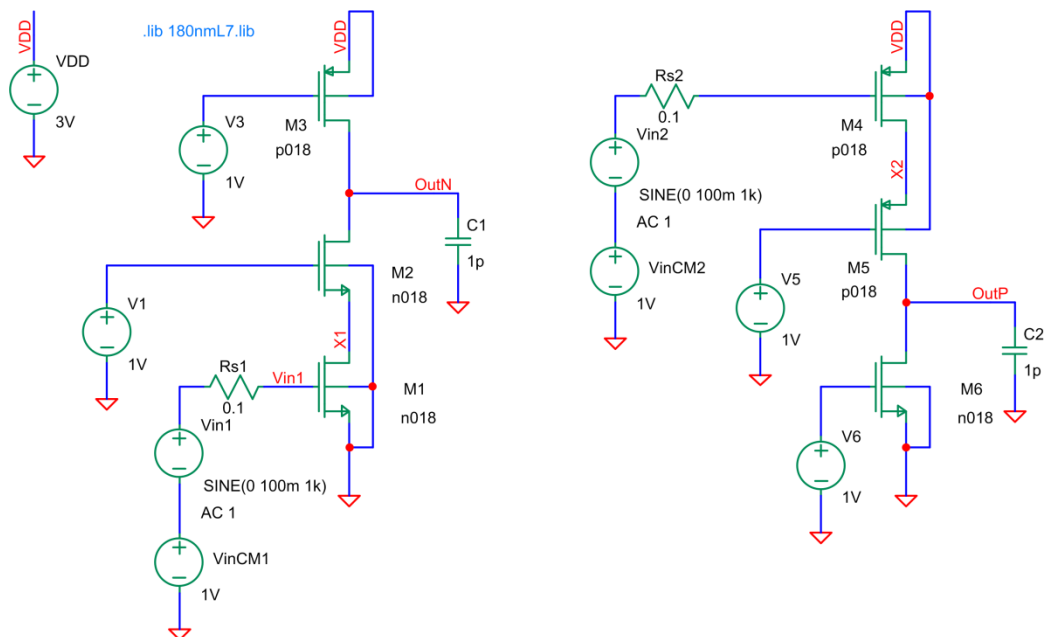 .lib 180nmL7.lib
VDD
VDD
3V
VDD
V3
1V
M3
p018
OutN
C1
1p
M2
n018
V1
1V
X1
Rs1
0.1
Vin1
M1
n018
Vin1
SINE(0 100m 1k)
AC 1
VinCM1
1V
VDD
Rs2
0.1
M4
p018
Vin2
SINE(0 100m 1k)
AC 1
X2
VinCM2
1V
M5
p018
V5
1V
OutP
C2
1p
M6
n018
V6
1V